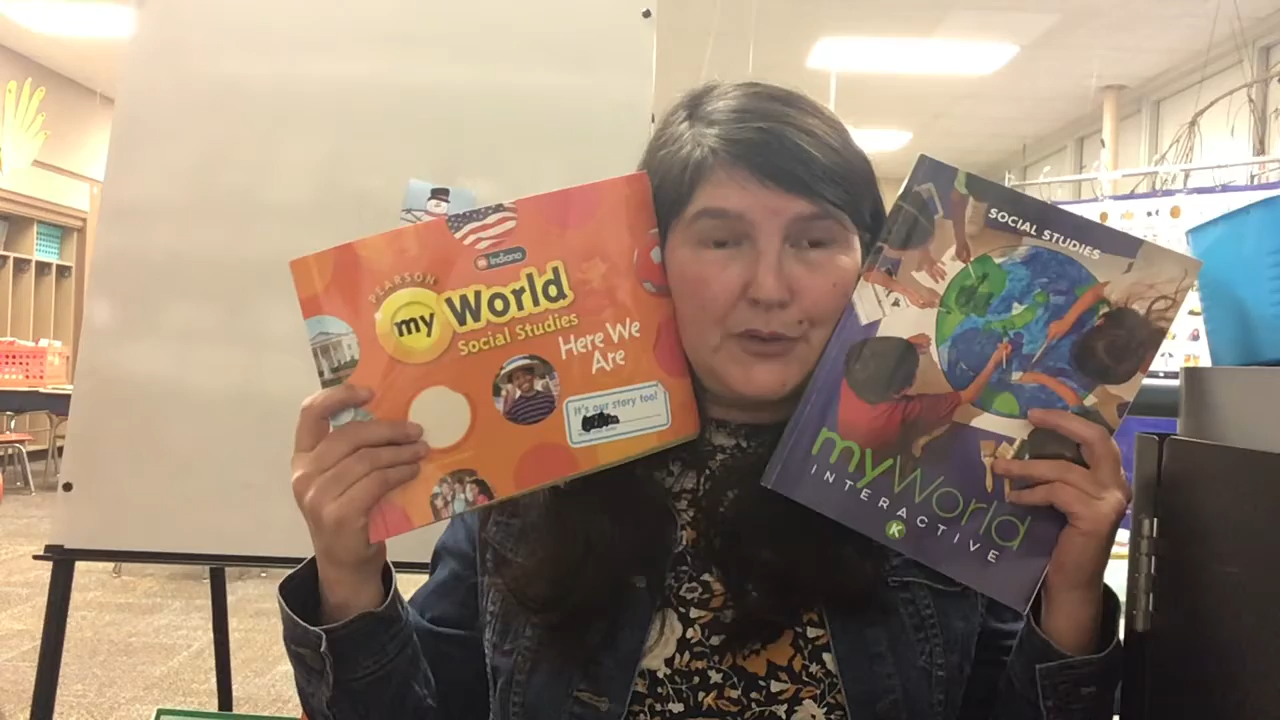 Indiana
PEARSON
my World
Social Studies
Here We
Are
It's our story too!
SOCIAL STUDIES
myWorld
INTERACTIVE
K